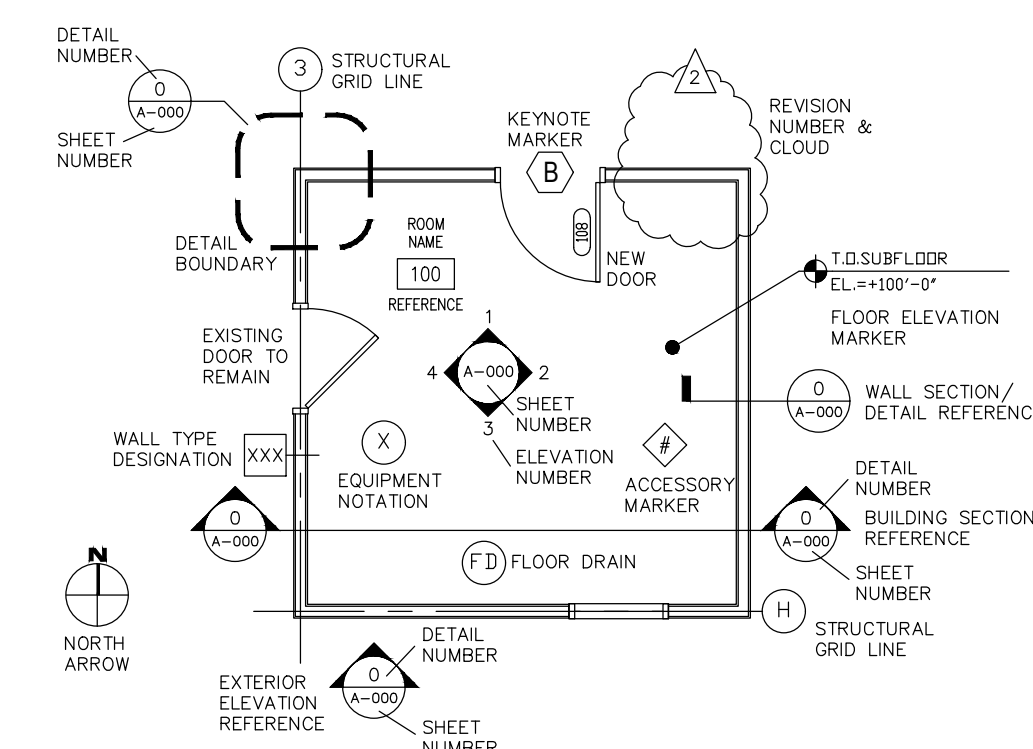 DETAIL
NUMBER
0
A-000
SHEET
NUMBER
3
STRUCTURAL
GRID LINE
2
REVISION
NUMBER &
CLOUD
KEYNOTE
MARKER
B
108
NEW
DOOR
DETAIL
BOUNDARY
ROOM
NAME
100
REFERENCE
T.O.SUBFLOOR
EL.=+100'-0"
FLOOR ELEVATION
MARKER
EXISTING
DOOR TO
REMAIN
1
4
A-000
2
3
SHEET
NUMBER
ELEVATION
NUMBER
0
A-000
WALL SECTION/
DETAIL REFERENC
WALL TYPE
DESIGNATION
XXX
X
EQUIPMENT
NOTATION
#
ACCESSORY
MARKER
0
A-000
DETAIL
NUMBER
0
A-000
BUILDING SECTION
REFERENCE
SHEET
NUMBER
FD
FLOOR DRAIN
N
NORTH
ARROW
H
STRUCTURAL
GRID LINE
EXTERIOR
ELEVATION
REFERENCE
DETAIL
NUMBER
0
A-000
SHEET
NUMBER